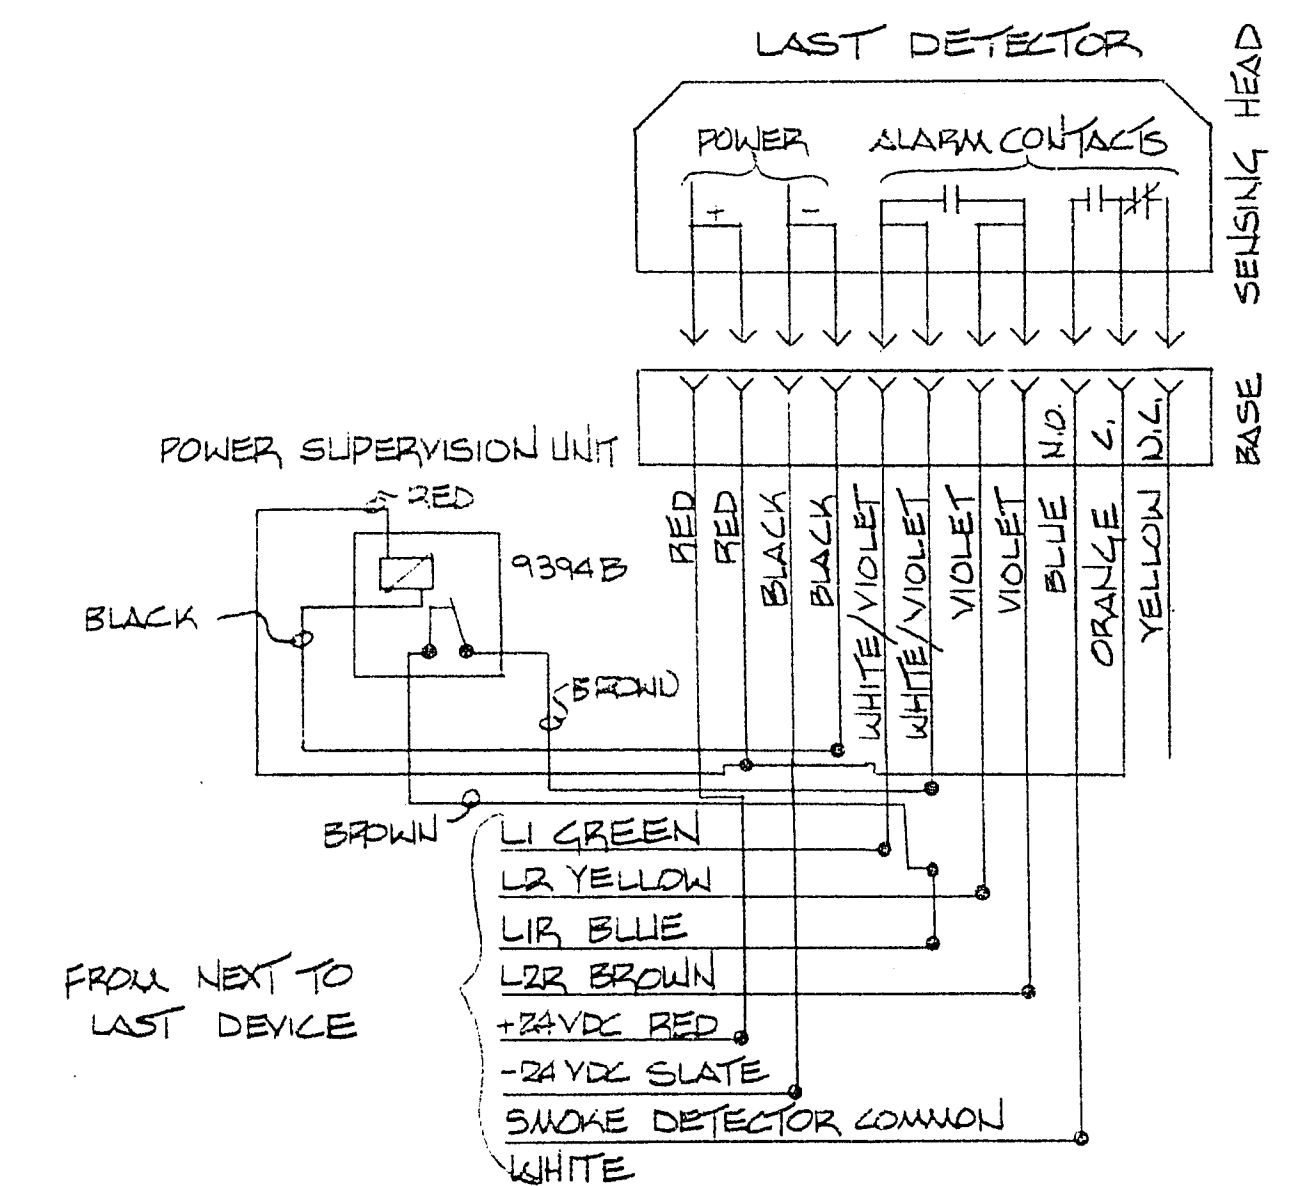 LAST DETECTOR
SENSING HEAD
POWER
ALARM CONTACTS
+
-
BASE
N.O.
C.
N.C.
POWER SUPERVISION UNIT
RED
9394B
BLACK
BROWN
BROWN
RED
RED
BLACK
BLACK
WHITE/VIOLET
WHITE/VIOLET
VIOLET
VIOLET
BLUE
ORANGE
YELLOW
FROM NEXT TO
LAST DEVICE
L1 GREEN
L2 YELLOW
L1R BLUE
L2R BROWN
+24VDC RED
-24VDC SLATE
SMOKE DETECTOR COMMON
WHITE